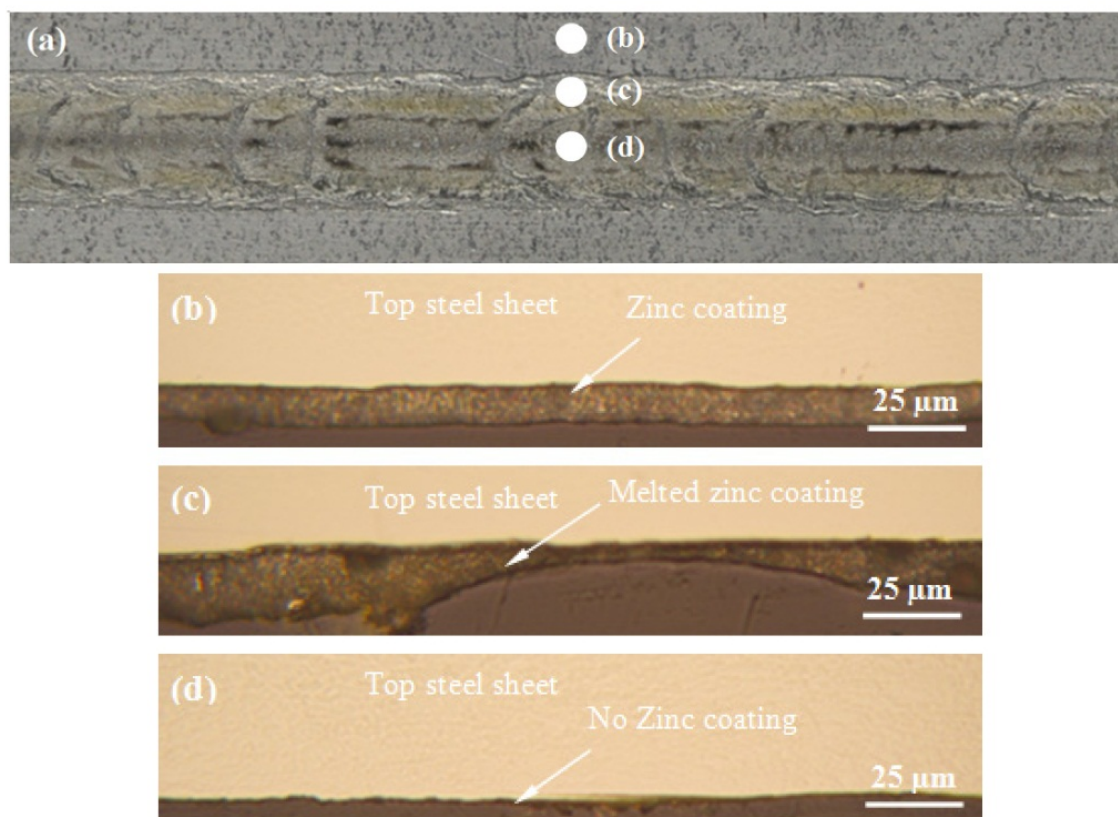 (a)
(b)
(c)
(d)
(b)
Top steel sheet
Zinc coating
25 µm
(c)
Top steel sheet
Melted zinc coating
25 µm
(d)
Top steel sheet
No Zinc coating
25 µm